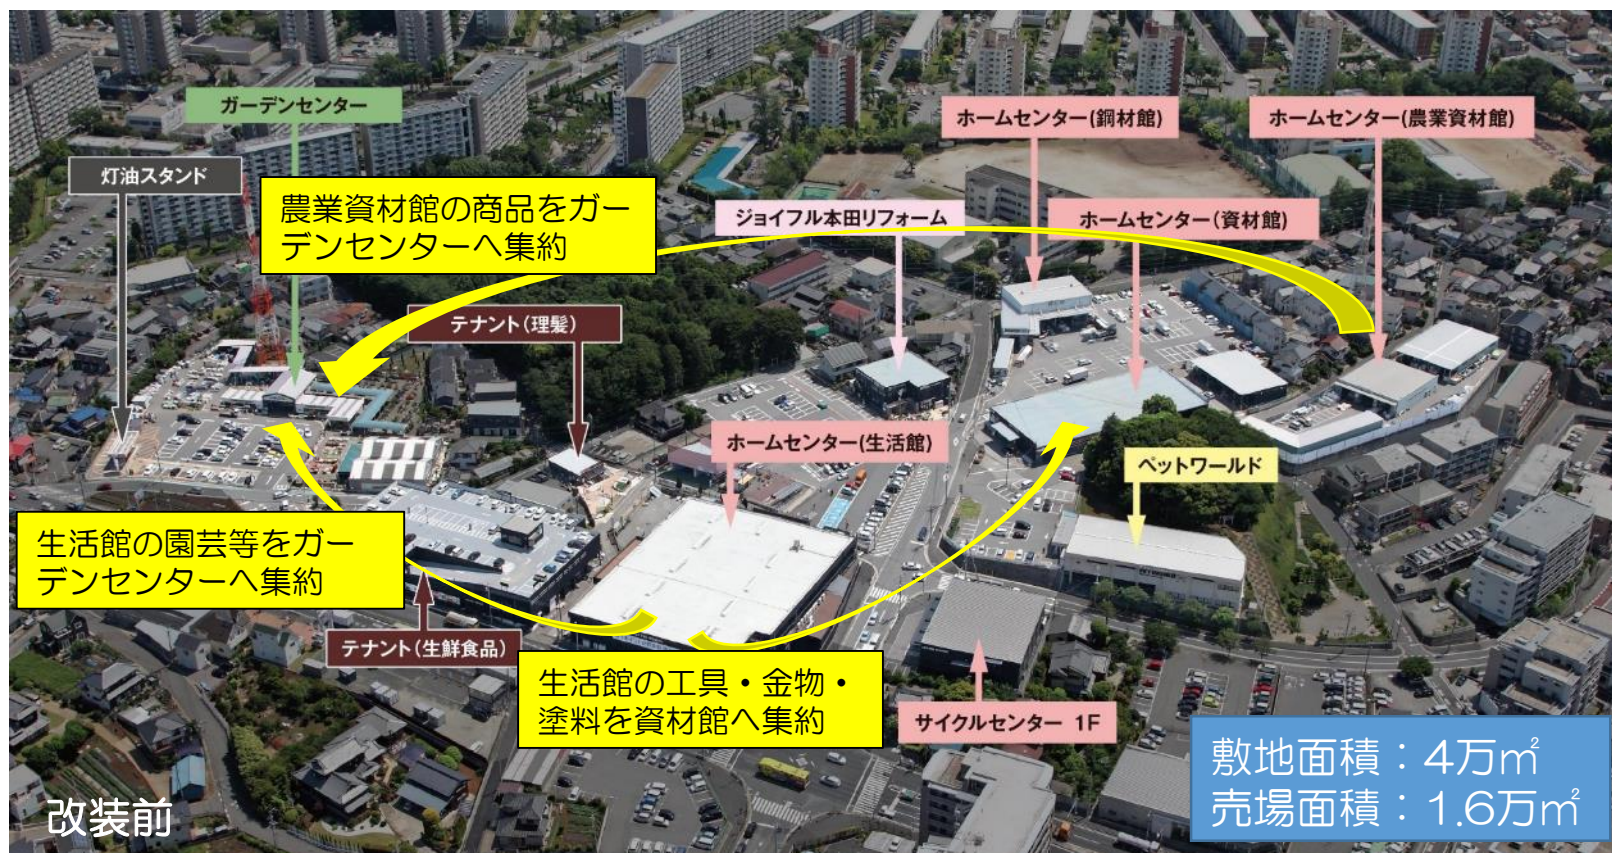 ガーデンセンター
ホームセンター(鋼材館)
ホームセンター(農業資材館)
灯油スタンド
農業資材館の商品をガー
デンセンターへ集約
ジョイフル本田リフォーム
ホームセンター(資材館)
テナント(理髪)
ホームセンター(生活館)
ペットワールド
生活館の園芸等をガー
デンセンターへ集約
テナント(生鮮食品)
生活館の工具・金物・
塗料を資材館へ集約
サイクルセンター 1F
敷地面積：4万㎡
売場面積：1.6万㎡
改装前